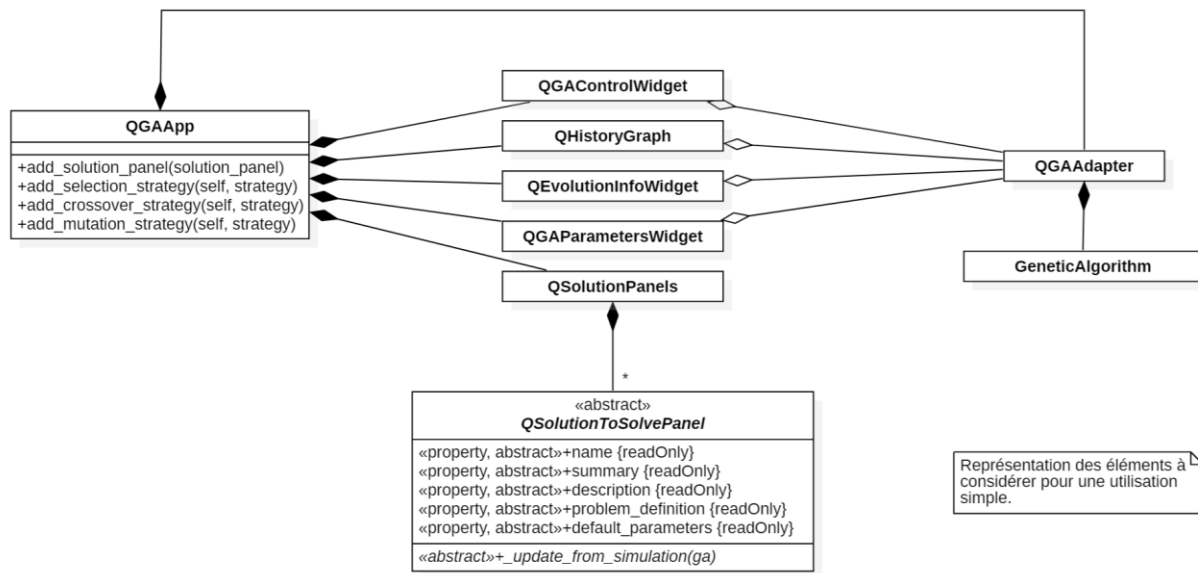 QGAControlWidget
QGAApp
+add_solution_panel(solution_panel)
+add_selection_strategy(self, strategy)
+add_crossover_strategy(self, strategy)
+add_mutation_strategy(self, strategy)
QHistoryGraph
QEvolutionInfoWidget
QGAParametersWidget
QSolutionPanels
QGAAdapter
GeneticAlgorithm
*
«abstract»
QSolutionToSolvePanel
«property, abstract»+name {readOnly}
«property, abstract»+summary {readOnly}
«property, abstract»+description {readOnly}
«property, abstract»+problem_definition {readOnly}
«property, abstract»+default_parameters {readOnly}
«abstract»+_update_from_simulation(ga)
Représentation des éléments à
considérer pour une utilisation
simple.